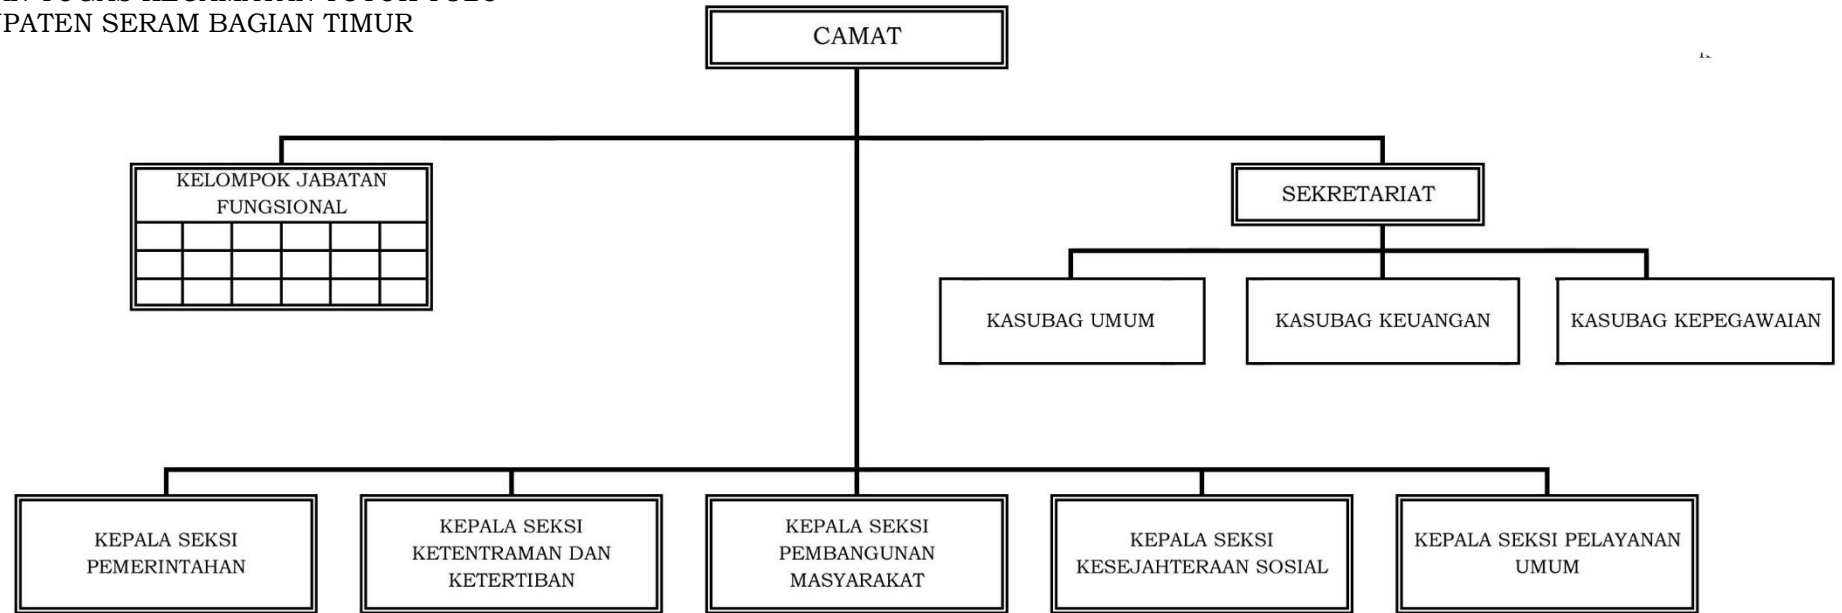 PATEN SERAM BAGIAN TIMUR
CAMAT
KELOMPOK JABATAN
FUNGSIONAL
SEKRETARIAT
KASUBAG UMUM
KASUBAG KEUANGAN
KASUBAG KEPEGAWAIAN
KEPALA SEKSI
PEMERINTAHAN
KEPALA SEKSI
KETENTRAMAN DAN
KETERTIBAN
KEPALA SEKSI
PEMBANGUNAN
MASYARAKAT
KEPALA SEKSI
KESEJAHTERAAN SOSIAL
KEPALA SEKSI PELAYANAN
UMUM